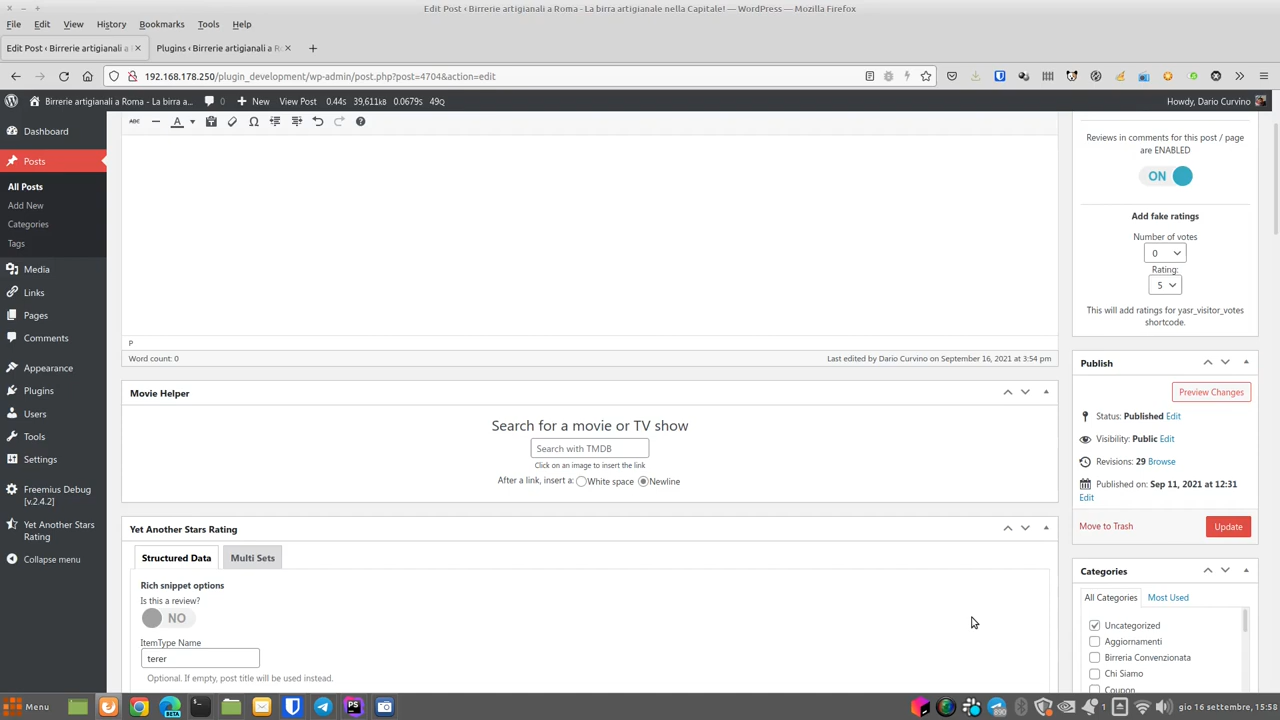 Edit Post ‹ Birrerie artigianali a Roma - La birra artigianale nella Capitale! — WordPress — Mozilla Firefox
File Edit View History Bookmarks Tools Help
Edit Post ‹ Birrerie artigianali a
Plugins ‹ Birrerie artigianali a R
192.168.178.250/plugin_development/wp-admin/post.php?post=4704&action=edit
Birrerie artigianali a Roma - La birra a... 0 New View Post 0.44s 39,611kB 0.0679s 49Q Howdy, Dario Curvino
Dashboard
Posts
All Posts
Add New
Categories
Tags
Media
Links
Pages
Comments
Appearance
Plugins
Users
Tools
Settings
Freemius Debug
[v.2.4.2]
Yet Another Stars
Rating
Collapse menu
ABC A
P
Word count: 0
Last edited by Dario Curvino on September 16, 2021 at 3:54 pm
Movie Helper
Search for a movie or TV show
Search with TMDB
Click on an image to insert the link
After a link, insert a: White space Newline
Yet Another Stars Rating
Structured Data Multi Sets
Rich snippet options
Is this a review?
NO
ItemType Name
terer
Optional. If empty, post title will be used instead.
Reviews in comments for this post / page
are ENABLED
ON
Add fake ratings
Number of votes
0
Rating:
5
This will add ratings for yasr_visitor_votes
shortcode.
Publish
Preview Changes
Status: Published Edit
Visibility: Public Edit
Revisions: 29 Browse
Published on: Sep 11, 2021 at 12:31
Edit
Move to Trash
Update
Categories
All Categories Most Used
Uncategorized
Aggiornamenti
Birreria Convenzionata
Chi Siamo
Coupon
Menu
BETA
PS
gio 16 settembre, 15:58